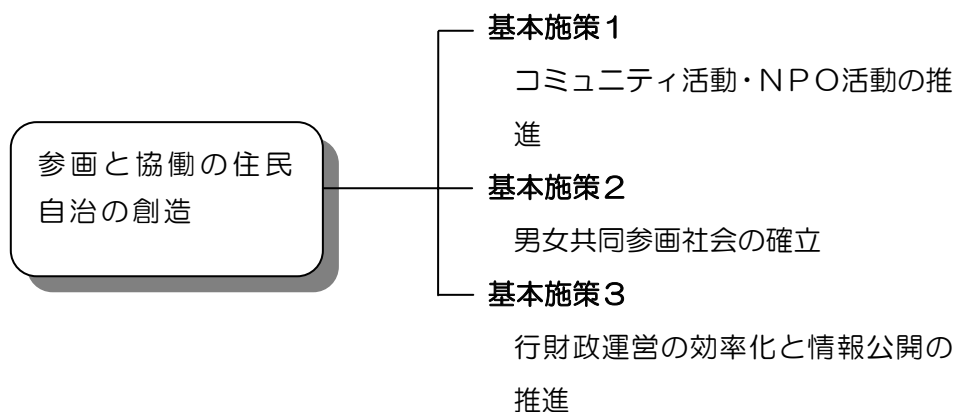 参画と協働の住民
自治の創造
基本施策１
コミュニティ活動・ＮＰＯ活動の推
進
基本施策２
男女共同参画社会の確立
基本施策３
行財政運営の効率化と情報公開の
推進